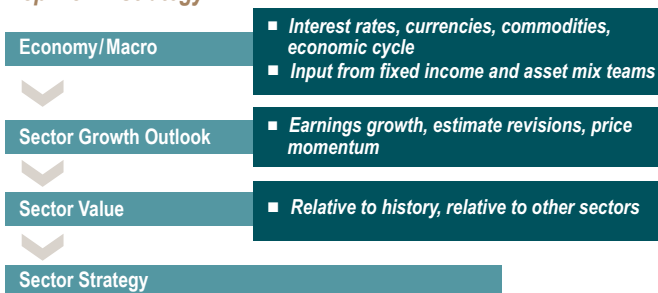 Economy/Macro
■ Interest rates, currencies, commodities,
economic cycle
■ Input from fixed income and asset mix teams
Sector Growth Outlook
■ Earnings growth, estimate revisions, price
momentum
Sector Value
■ Relative to history, relative to other sectors
Sector Strategy